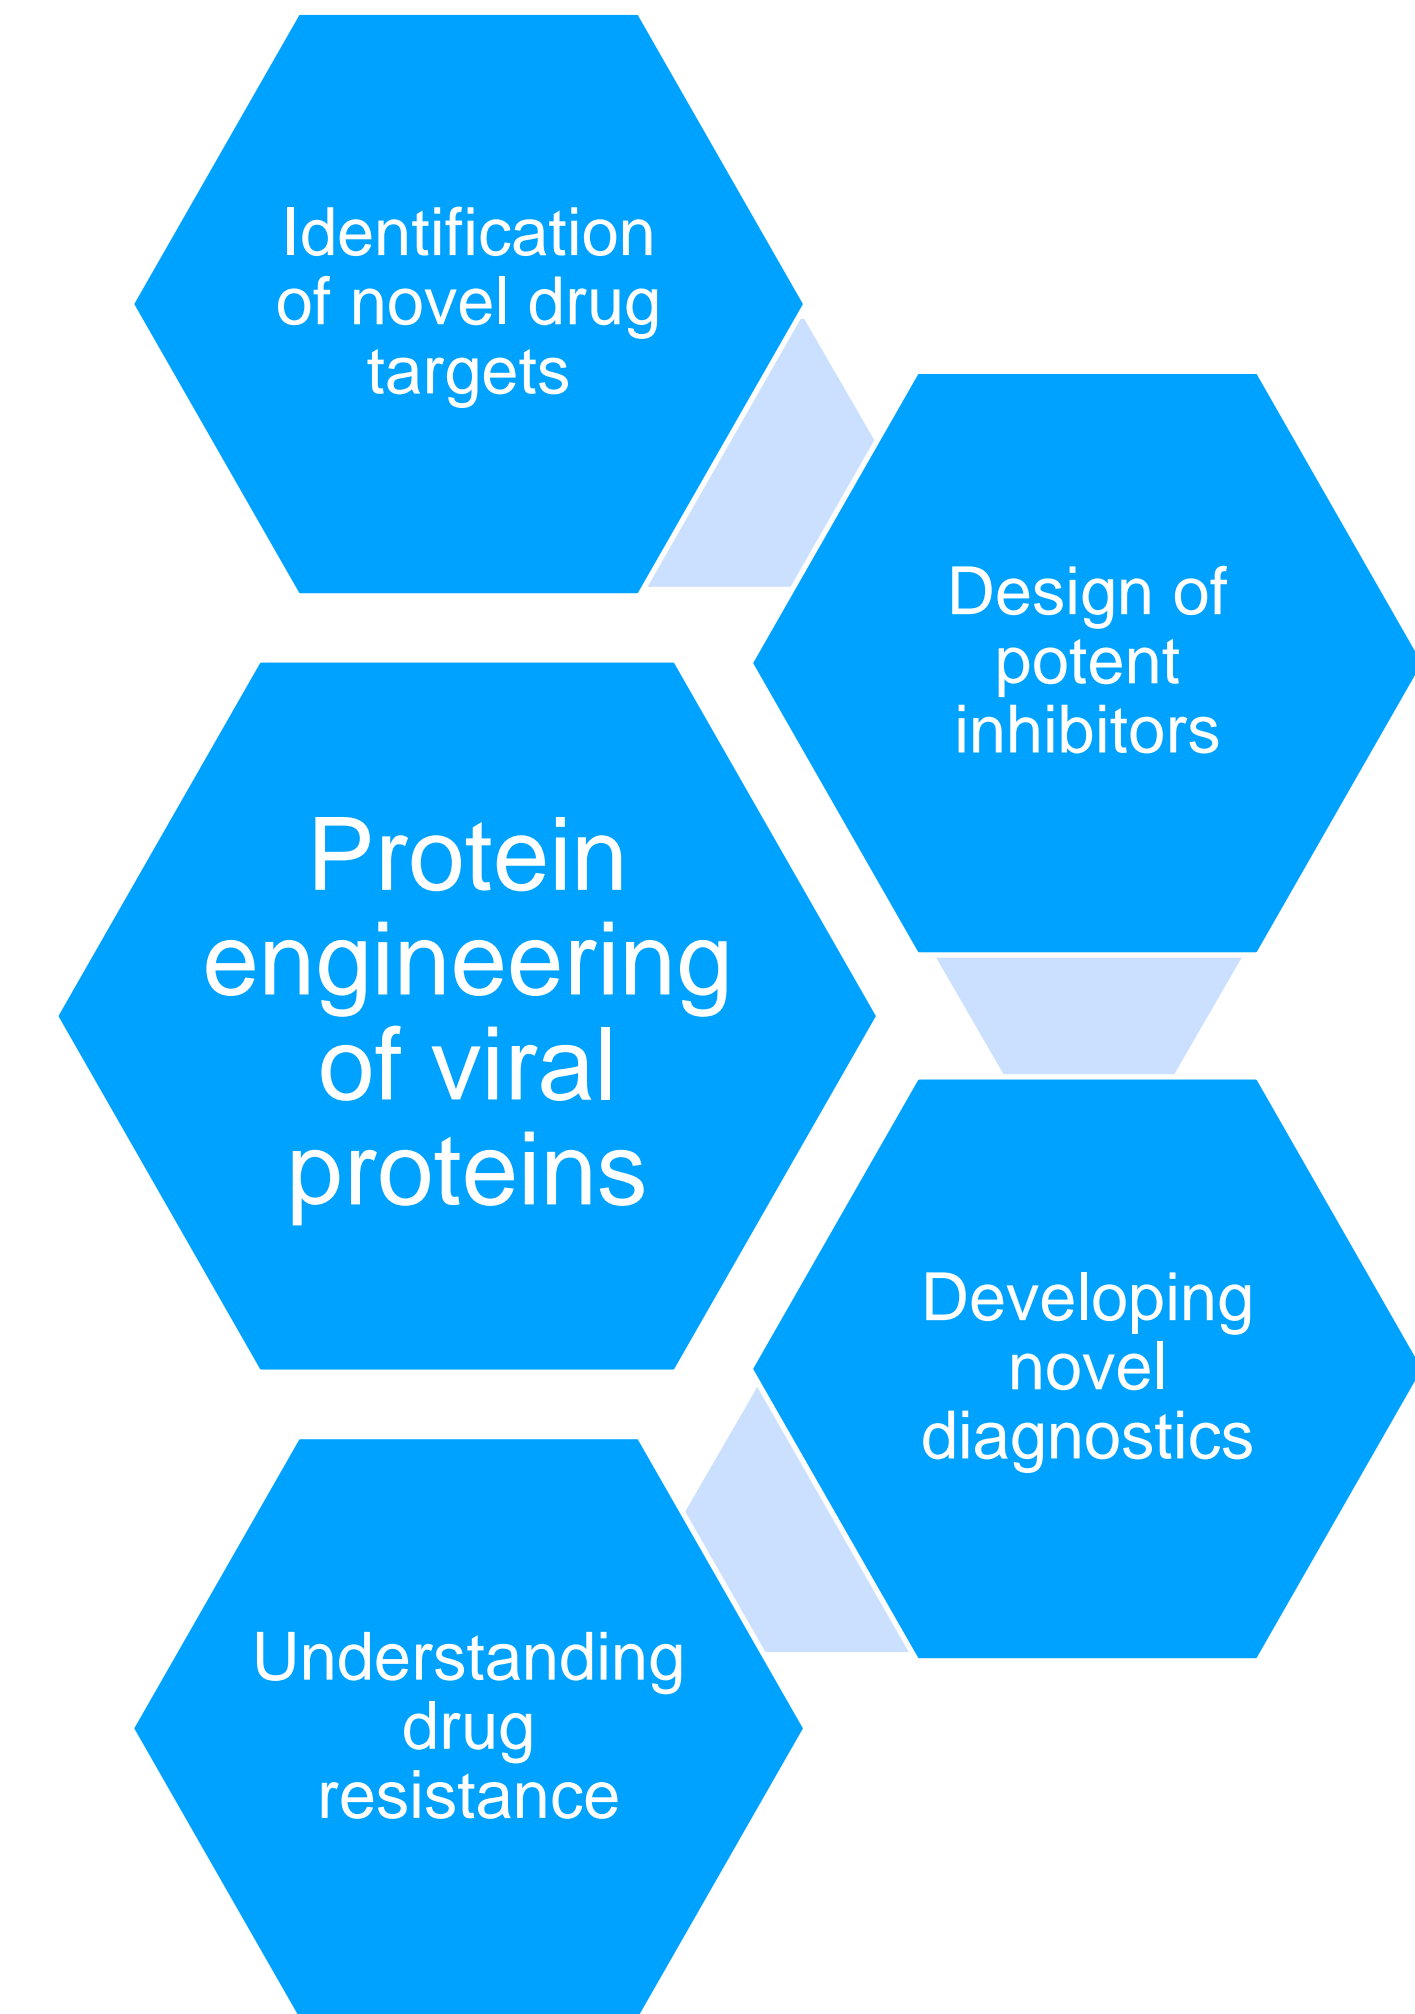 Identification
of novel drug
targets
Design of
potent
inhibitors
Protein
engineering
of viral
proteins
Developing
novel
diagnostics
Understanding
drug
resistance